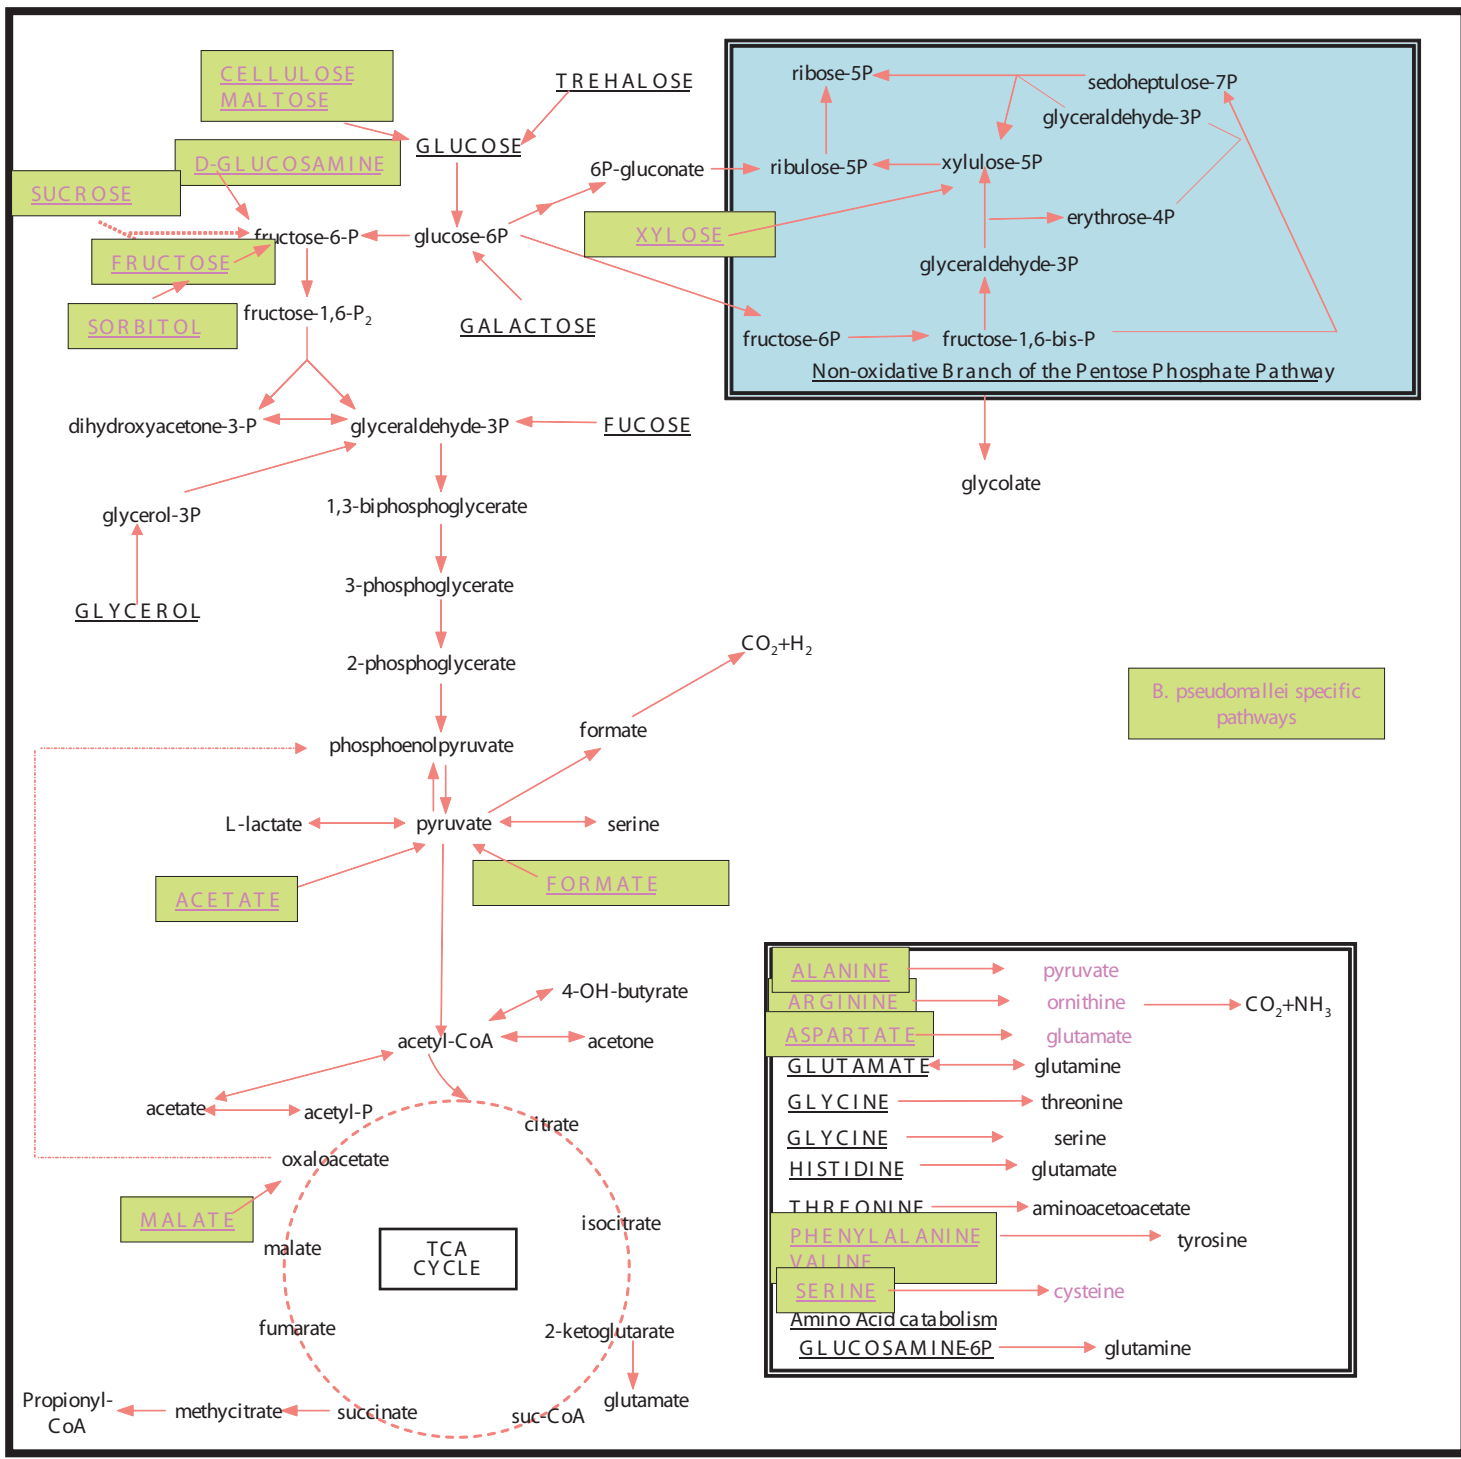 CELLULOSE
MALTOSE
TREHALOSE
GLUCOSE
D-GLUCOSAMINE
SUCROSE
6P-gluconate
fructose-6-P
glucose-6P
FRUCTOSE
XYLOSE
SORBITOL
fructose-1,6-P₂
GALACTOSE
ribose-5P
sedoheptulose-7P
glyceraldehyde-3P
ribulose-5P
xylulose-5P
erythrose-4P
glyceraldehyde-3P
fructose-6P
fructose-1,6-bis-P
Non-oxidative Branch of the Pentose Phosphate Pathway
dihydroxyacetone-3-P
glyceraldehyde-3P
FUCOSE
glycolate
glycerol-3P
1,3-biphosphoglycerate
3-phosphoglycerate
GLYCEROL
2-phosphoglycerate
CO₂+H₂
B. pseudomallei specific
pathways
formate
phosphoenolpyruvate
L-lactate
pyruvate
serine
ACETATE
FORMATE
4-OH-butyrate
acetyl-CoA
acetone
acetate
acetyl-P
citrate
oxaloacetate
MALATE
isocitrate
malate
TCA
CYCLE
fumarate
2-ketoglutarate
glutamate
suc-CoA
succinate
methycitrate
Propionyl-
CoA
ALANINE pyruvate
ARGININE ornithine CO₂+NH₃
ASPARTATE glutamate
GLUTAMATE glutamine
GLYCINE threonine
GLYCINE serine
HISTIDINE glutamate
THREONINE aminoacetoacetate
PHENYLALANINE tyrosine
VALINE
SERINE cysteine
Amino Acid catabolism
GLUCOSAMINE-6P glutamine